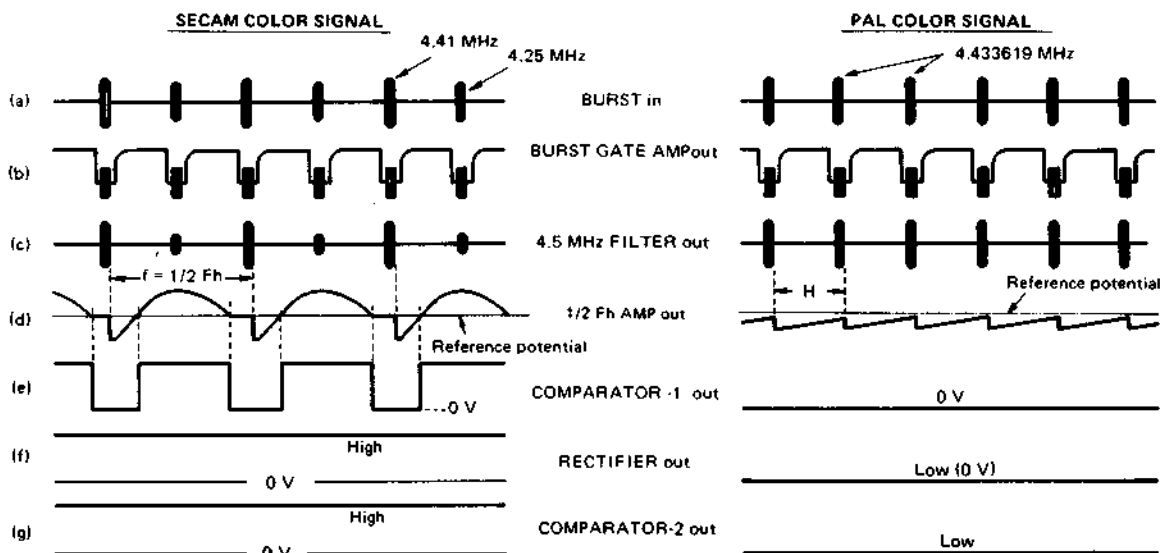 SECAM COLOR SIGNAL
PAL COLOR SIGNAL
4.41 MHz
4.25 MHz
4.433619 MHz
(a)
BURST in
(b)
BURST GATE AMPout
(c)
4.5 MHz FILTER out
f = 1/2 Fh
H
Reference potential
(d)
1/2 Fh AMP out
Reference potential
(e)
0 V
COMPARATOR -1 out
0 V
(f)
High
0 V
RECTIFIER out
Low (0 V)
(g)
High
0 V
COMPARATOR-2 out
Low